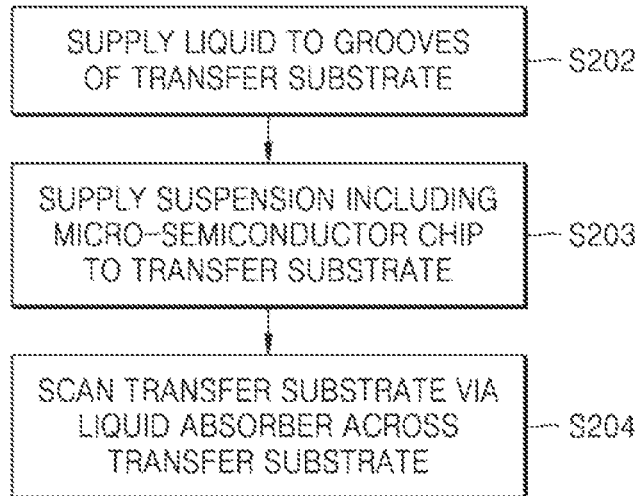 SUPPLY LIQUID TO GROOVES
OF TRANSFER SUBSTRATE
S202
SUPPLY SUSPENSION INCLUDING
MICRO-SEMICONDUCTOR CHIP
TO TRANSFER SUBSTRATE
S203
SCAN TRANSFER SUBSTRATE VIA
LIQUID ABSORBER ACROSS
TRANSFER SUBSTRATE
S204